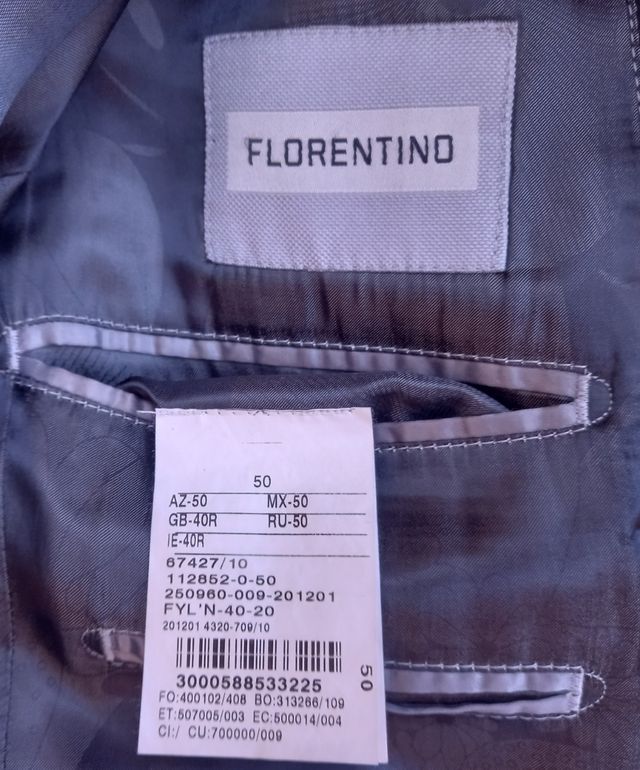 FLORENTINO
50
AZ-50 MX-50
GB-40R RU-50
IE-40R
67427/10
112852-0-50
250960-009-201201
FYL'N-40-20
201201 4320-709/10
3000588533225
50
FO:400102/408 BO:313266/109
ET:507005/003 EC:500014/004
CI:/ CU:700000/009